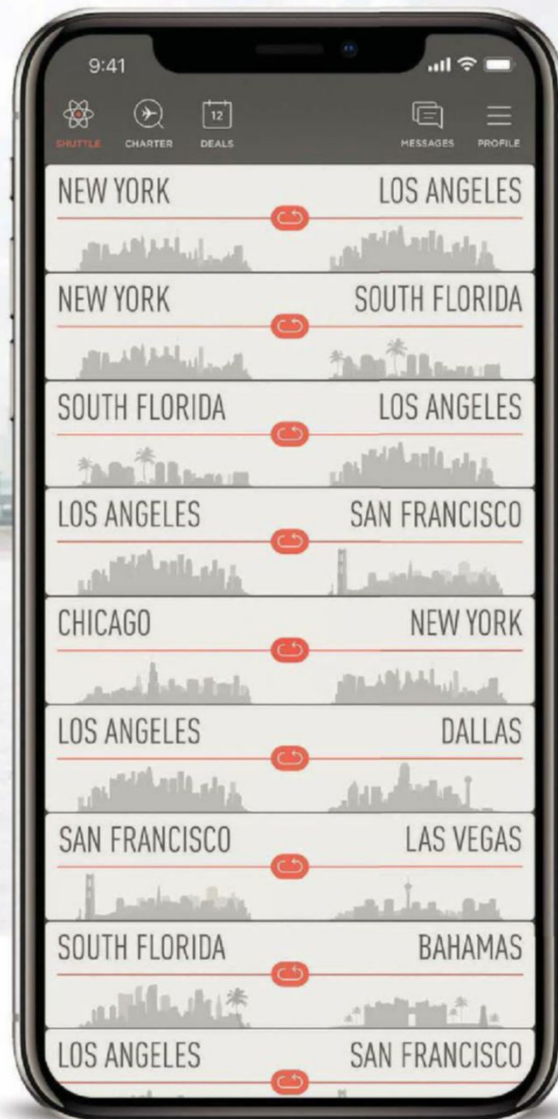 9:41
SHUTTLE CHARTER 12 DEALS MESSAGES PROFILE
NEW YORK LOS ANGELES
NEW YORK SOUTH FLORIDA
SOUTH FLORIDA LOS ANGELES
LOS ANGELES SAN FRANCISCO
CHICAGO NEW YORK
LOS ANGELES DALLAS
SAN FRANCISCO LAS VEGAS
SOUTH FLORIDA BAHAMAS
LOS ANGELES SAN FRANCISCO